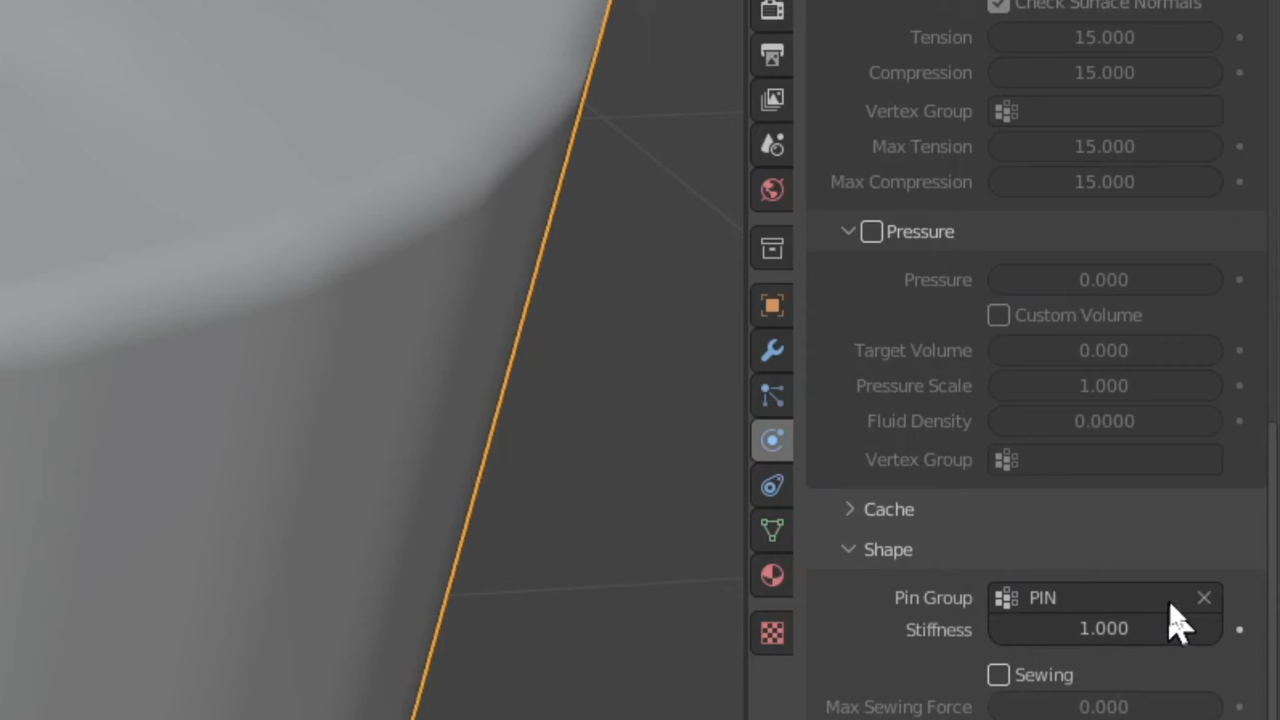 Check Surface Normals
Tension 15.000
Compression 15.000
Vertex Group
Max Tension 15.000
Max Compression 15.000
Pressure
Pressure 0.000
Custom Volume
Target Volume 0.000
Pressure Scale 1.000
Fluid Density 0.0000
Vertex Group
Cache
Shape
Pin Group PIN
Stiffness 1.000
Sewing
Max Sewing Force 0.000